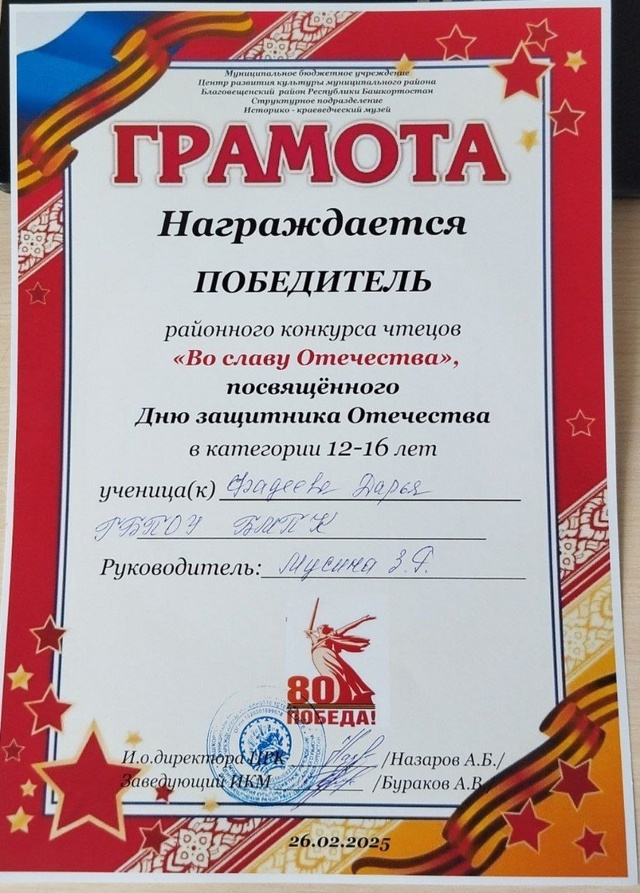 Муниципальное бюджетное учреждение
Центр развития культуры муниципального района
Благовещенский район Республики Башкортостан
Структурное подразделение
Историко - краеведческий музей
ГРАМОТА
Награждается
ПОБЕДИТЕЛЬ
районного конкурса чтецов
«Во славу Отечества»,
посвящённого
Дню защитника Отечества
в категории 12-16 лет
ученица(к) Фадеева Дарья
ГБПОУ БМПК
Руководитель: Мусина З.Г.
80
ПОБЕДА!
И.о.директора ЦРК /Назаров А.Б./
Заведующий ИКМ /Бураков А.В./
26.02.2025